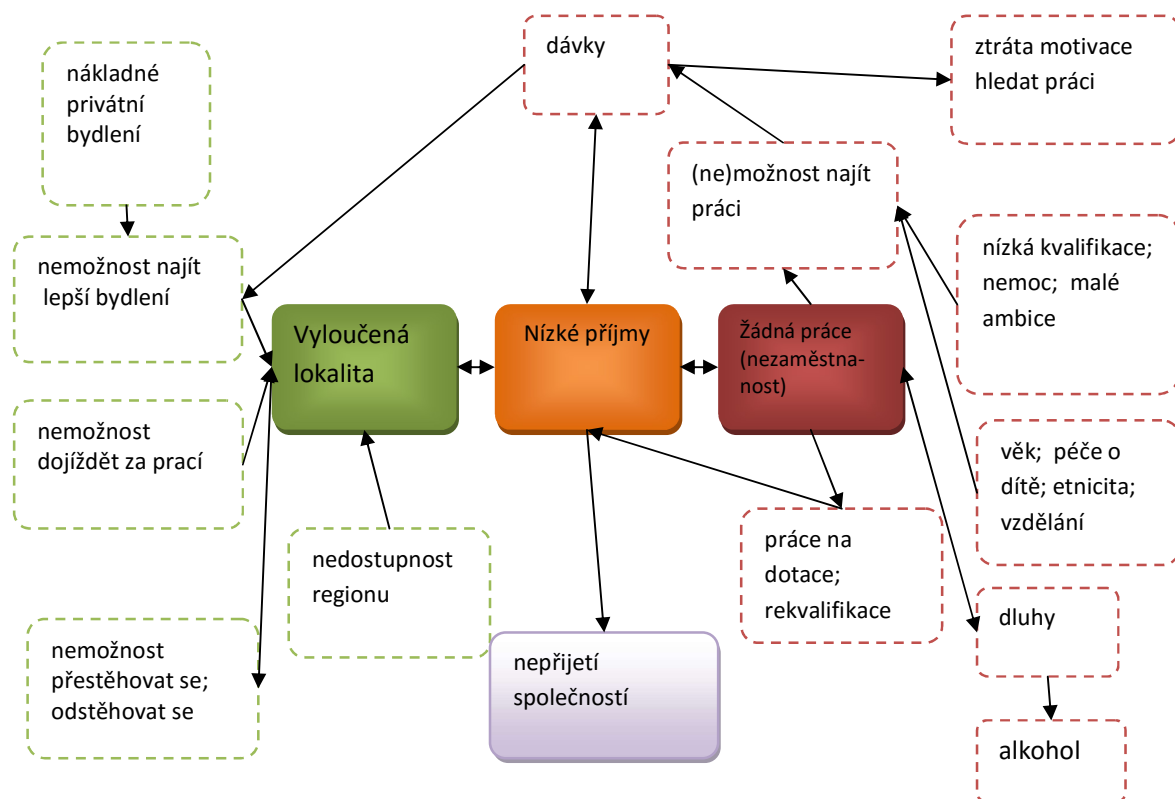 dávky
ztráta motivace
hledat práci
nákladné
privátní
bydlení
(ne)možnost najít
práci
nízká kvalifikace;
nemoc;  malé
ambice
nemožnost najít
lepší bydlení
Vyloučená
lokalita
Nízké příjmy
Žádná práce
(nezaměstna-
nost)
nemožnost
dojíždět za prací
věk;  péče o
dítě; etnicita;
vzdělání
nedostupnost
regionu
práce na
dotace;
rekvalifikace
dluhy
nemožnost
přestěhovat se;
odstěhovat se
nepřijetí
společností
alkohol